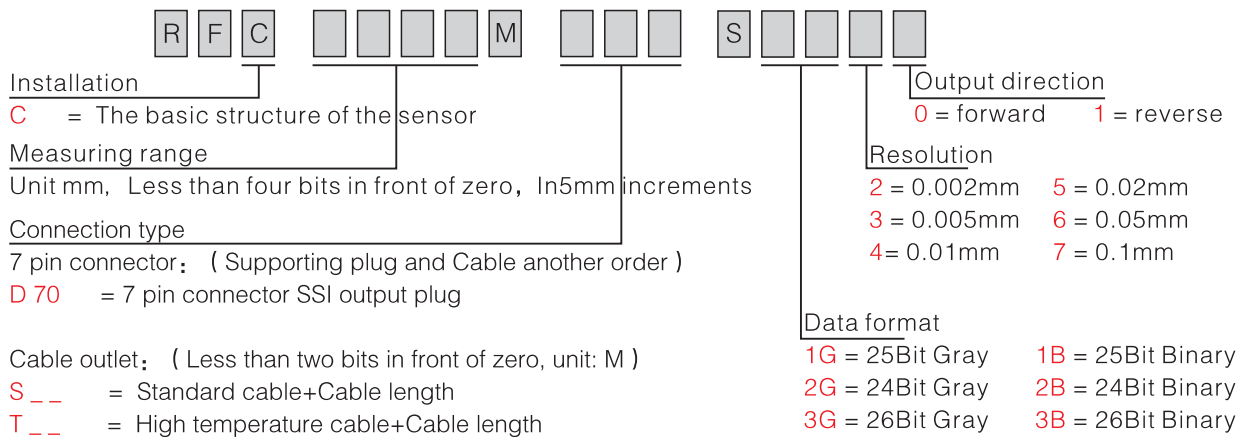 R F C M S
Installation
C = The basic structure of the sensor
Measuring range
Unit mm, Less than four bits in front of zero, In5mm increments
Connection type
7 pin connector: ( Supporting plug and Cable another order )
D 70 = 7 pin connector SSI output plug
Cable outlet: ( Less than two bits in front of zero, unit: M )
S _ _ = Standard cable+Cable length
T _ _ = High temperature cable+Cable length
Output direction
0 = forward 1 = reverse
Resolution
2 = 0.002mm 5 = 0.02mm
3 = 0.005mm 6 = 0.05mm
4= 0.01mm 7 = 0.1mm
Data format
1G = 25Bit Gray 1B = 25Bit Binary
2G = 24Bit Gray 2B = 24Bit Binary
3G = 26Bit Gray 3B = 26Bit Binary